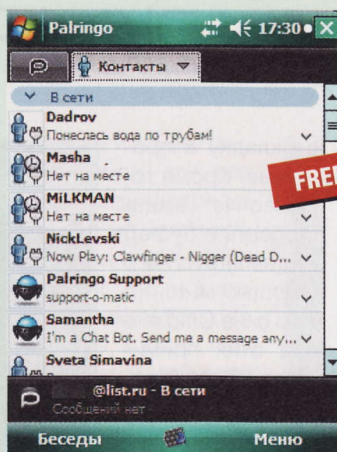 Palringo 17:30
Контакты
В сети
Dadrov
Понеслась вода по трубам!
Masha
Нет на месте
MiLKMAN
Нет на месте
NickLevski
Now Play: Clawfinger - Nigger (Dead D...
Palringo Support
support-o-matic
Samantha
I'm a Chat Bot. Send me a message any...
Sveta Simavina
FREE
@list.ru - В сети
Сообщений нет
Беседы Меню